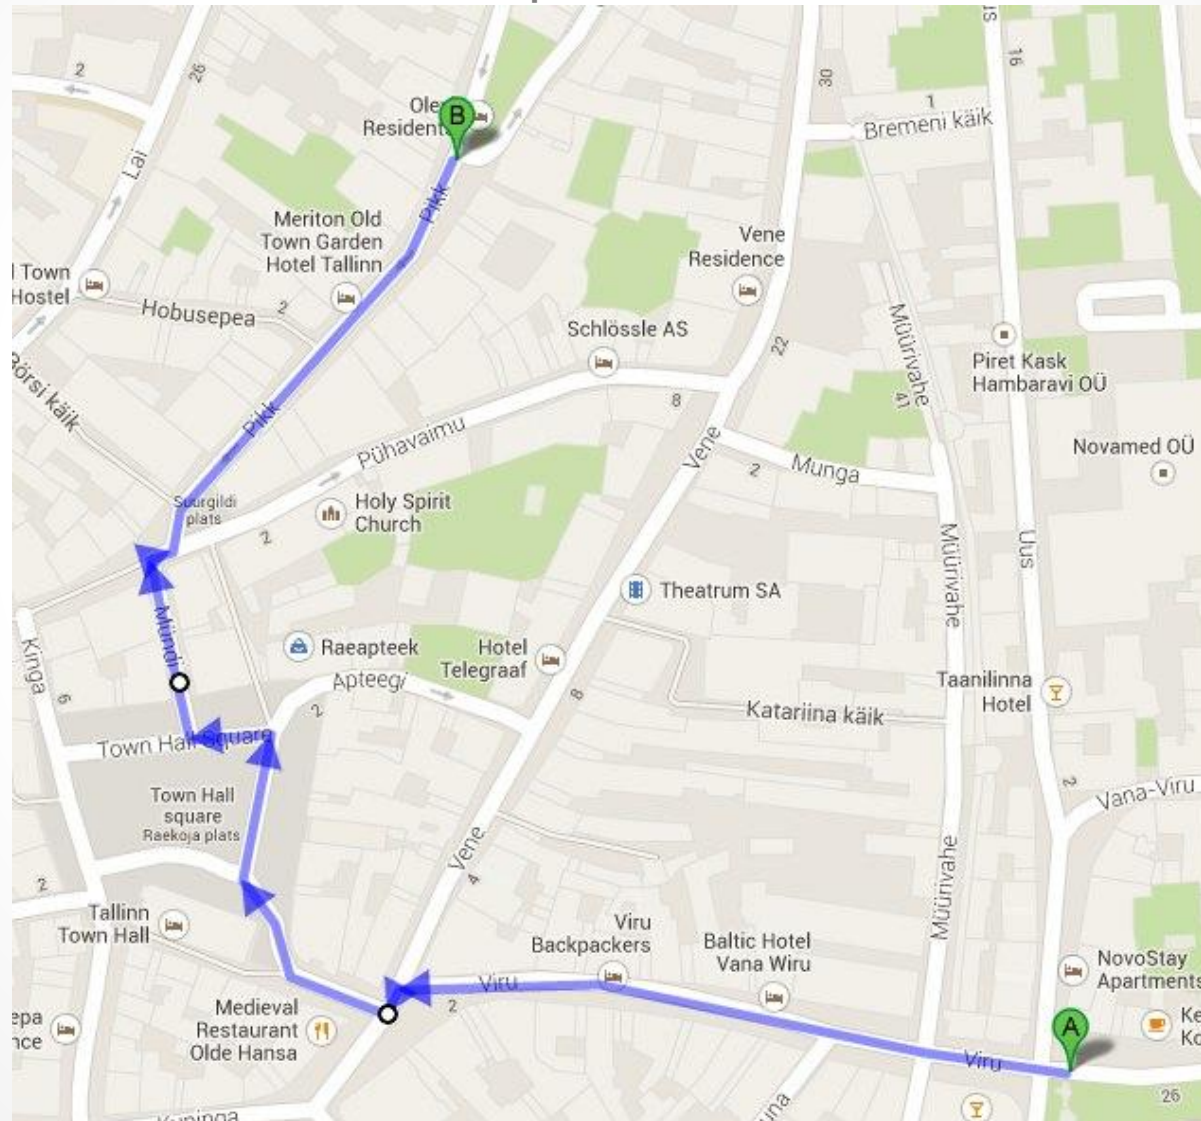 2
26
Lai
B
Residen
Pikk
Meriton Old
Town Garden
Hotel Tallinn
Town
Hostel
Hobusepea
2
Börsi käik
Pikk
Suurgildi
plats
30
1
Bremeni käik
16
Vene
Residence
22
Schlössle AS
8
Pühavaimu
2
Holy Spirit
Church
Vene
2
Munga
Müürivahe
41
Piret Kask
Hambaravi OÜ
Novamed OÜ
Müürivahe
Uus
Theatrum SA
Mündi
Kinga
6
Raeapteek
Hotel
Telegraaf
Apteegi
2
8
Katariina käik
Taanilinna
Hotel
Town Hall Square
Town Hall
square
Raekoja plats
2
Vana-Viru
Vene
4
Müürivahe
2
Tallinn
Town Hall
Viru
Backpackers
Baltic Hotel
Vana Wiru
NovoStay
Apartments
Viru
2
Medieval
Restaurant
Olde Hansa
A
Viru
26